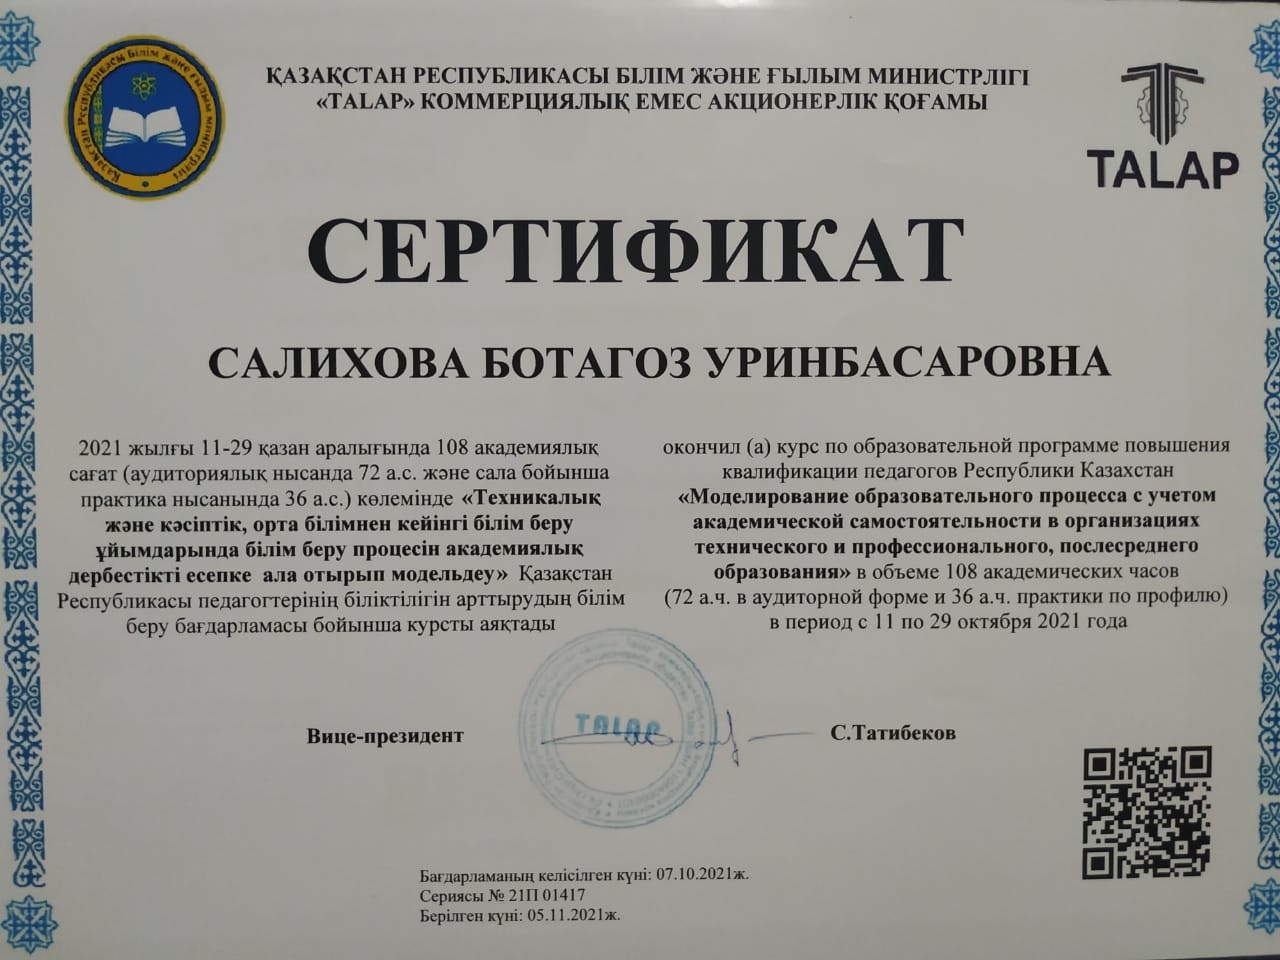 Қазақстан Республикасы Білім және ғылым министрлігі
ҚАЗАҚСТАН РЕСПУБЛИКАСЫ БІЛІМ ЖӘНЕ ҒЫЛЫМ МИНИСТРЛІГІ
«TALAP» КОММЕРЦИЯЛЫҚ ЕМЕС АКЦИОНЕРЛІК ҚОҒАМЫ
TALAP
СЕРТИФИКАТ
САЛИХОВА БОТАГОЗ УРИНБАСАРОВНА
2021 жылғы 11-29 қазан аралығында 108 академиялық
сағат (аудиториялық нысанда 72 а.с. және сала бойынша
практика нысанында 36 а.с.) көлемінде «Техникалық
және кәсіптік, орта білімнен кейінгі білім беру
ұйымдарында білім беру процесін академиялық
дербестікті есепке ала отырып модельдеу» Қазақстан
Республикасы педагогтерінің біліктілігін арттырудың білім
беру бағдарламасы бойынша курсты аяқтады
окончил (а) курс по образовательной программе повышения
квалификации педагогов Республики Казахстан
«Моделирование образовательного процесса с учетом
академической самостоятельности в организациях
технического и профессионального, послесреднего
образования» в объеме 108 академических часов
(72 а.ч. в аудиторной форме и 36 а.ч. практики по профилю)
в период с 11 по 29 октября 2021 года
Вице-президент
TALAP
С.Татибеков
Бағдарламаның келісілген күні: 07.10.2021ж.
Сериясы № 21П 01417
Берілген күні: 05.11.2021ж.